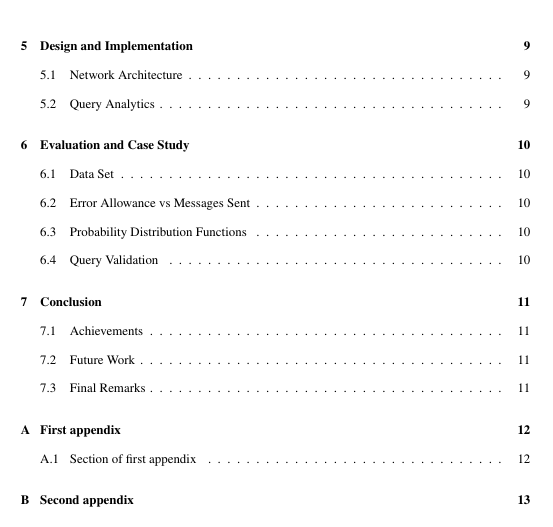 5 Design and Implementation 9
5.1 Network Architecture . . . . . . . . . . . . . . . . . . . . . . . . . . . 9
5.2 Query Analytics . . . . . . . . . . . . . . . . . . . . . . . . . . . . . 9
6 Evaluation and Case Study 10
6.1 Data Set . . . . . . . . . . . . . . . . . . . . . . . . . . . . . . . . 10
6.2 Error Allowance vs Messages Sent . . . . . . . . . . . . . . . . . . . . . 10
6.3 Probability Distribution Functions . . . . . . . . . . . . . . . . . . . . . 10
6.4 Query Validation . . . . . . . . . . . . . . . . . . . . . . . . . . . . 10
7 Conclusion 11
7.1 Achievements . . . . . . . . . . . . . . . . . . . . . . . . . . . . . . 11
7.2 Future Work . . . . . . . . . . . . . . . . . . . . . . . . . . . . . . 11
7.3 Final Remarks . . . . . . . . . . . . . . . . . . . . . . . . . . . . . 11
A First appendix 12
A.1 Section of first appendix . . . . . . . . . . . . . . . . . . . . . . . . . 12
B Second appendix 13